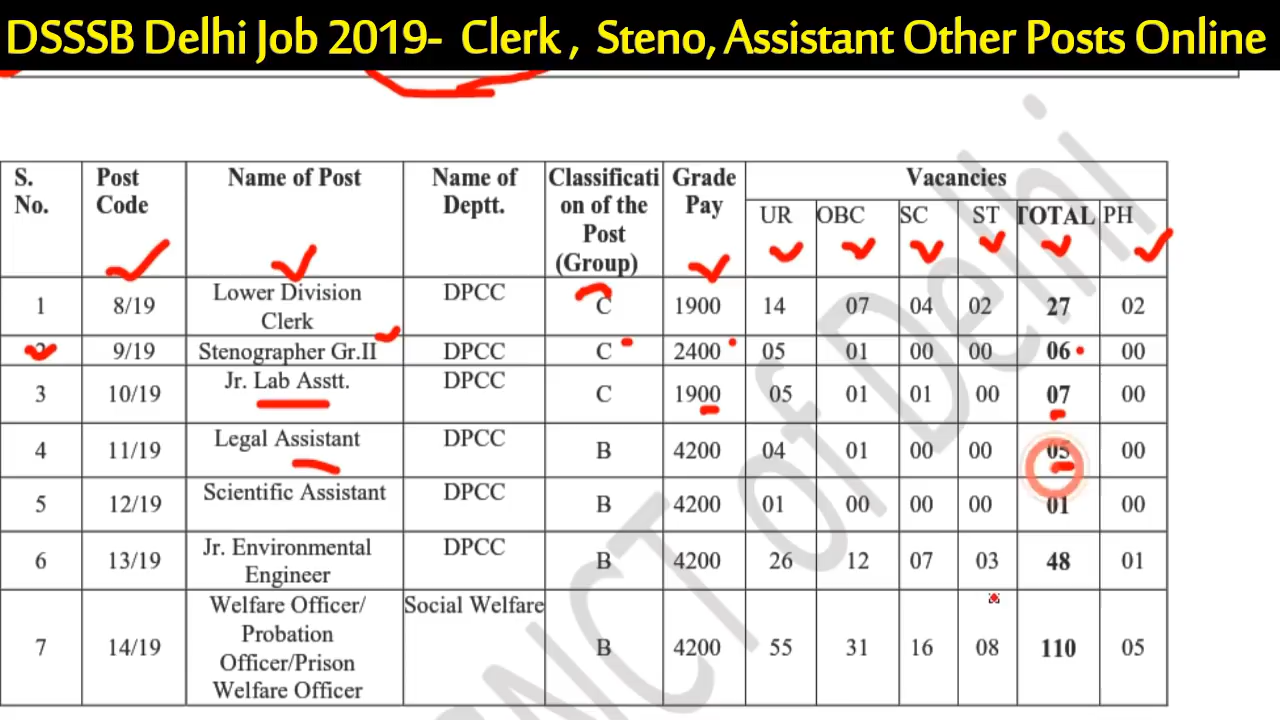 DSSSB Delhi Job 2019- Clerk , Steno, Assistant Other Posts Online
S. No. Post Code Name of Post Name of Deptt. Classificati on of the Post (Group) Grade Pay Vacancies
UR OBC SC ST TOTAL PH
1 8/19 Lower Division Clerk DPCC C 1900 14 07 04 02 27 02
9/19 Stenographer Gr.II DPCC C 2400 05 01 00 00 06 00
3 10/19 Jr. Lab Asstt. DPCC C 1900 05 01 01 00 07 00
4 11/19 Legal Assistant DPCC B 4200 04 01 00 00 05 00
5 12/19 Scientific Assistant DPCC B 4200 01 00 00 00 01 00
6 13/19 Jr. Environmental Engineer DPCC B 4200 26 12 07 03 48 01
7 14/19 Welfare Officer/ Probation Officer/Prison Welfare Officer Social Welfare B 4200 55 31 16 08 110 05
NCT of Delhi